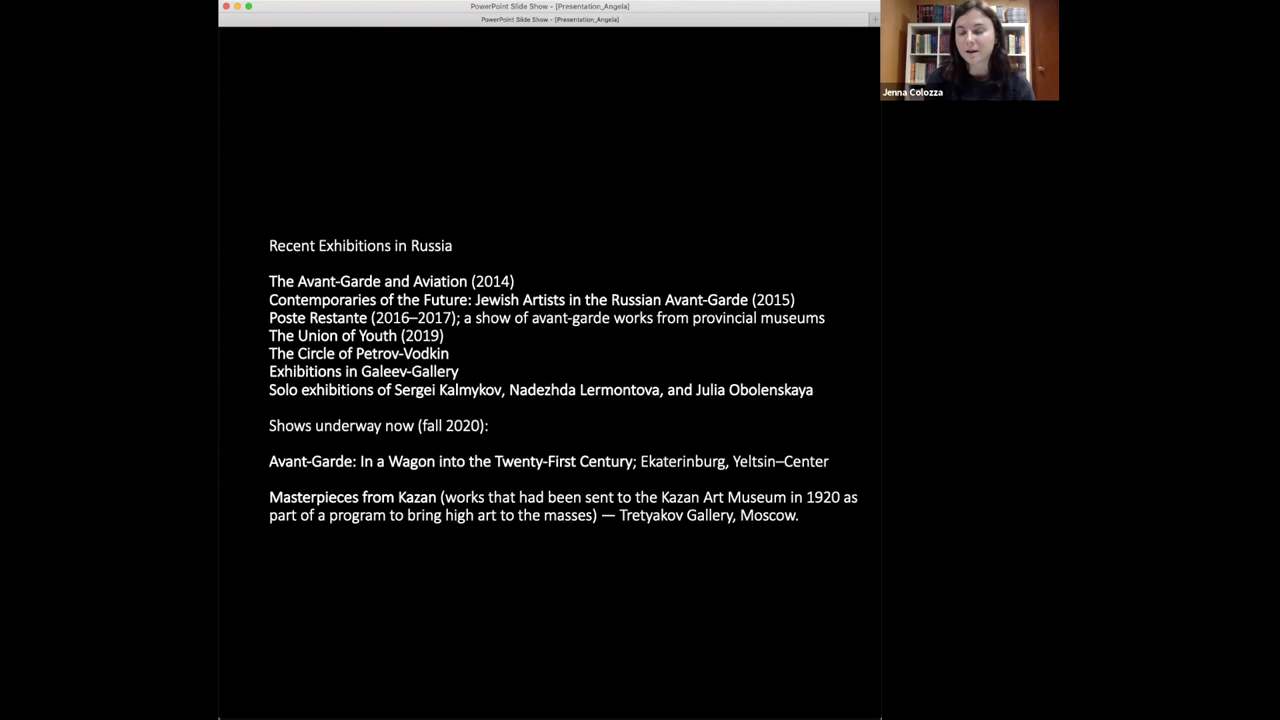 PowerPoint Slide Show - [Presentation_Angela]
PowerPoint Slide Show - [Presentation_Angela]
Jenna Colozza
Recent Exhibitions in Russia
The Avant-Garde and Aviation (2014)
Contemporaries of the Future: Jewish Artists in the Russian Avant-Garde (2015)
Poste Restante (2016–2017); a show of avant-garde works from provincial museums
The Union of Youth (2019)
The Circle of Petrov-Vodkin
Exhibitions in Galeev-Gallery
Solo exhibitions of Sergei Kalmykov, Nadezhda Lermontova, and Julia Obolenskaya
Shows underway now (fall 2020):
Avant-Garde: In a Wagon into the Twenty-First Century; Ekaterinburg, Yeltsin–Center
Masterpieces from Kazan (works that had been sent to the Kazan Art Museum in 1920 as
part of a program to bring high art to the masses) — Tretyakov Gallery, Moscow.